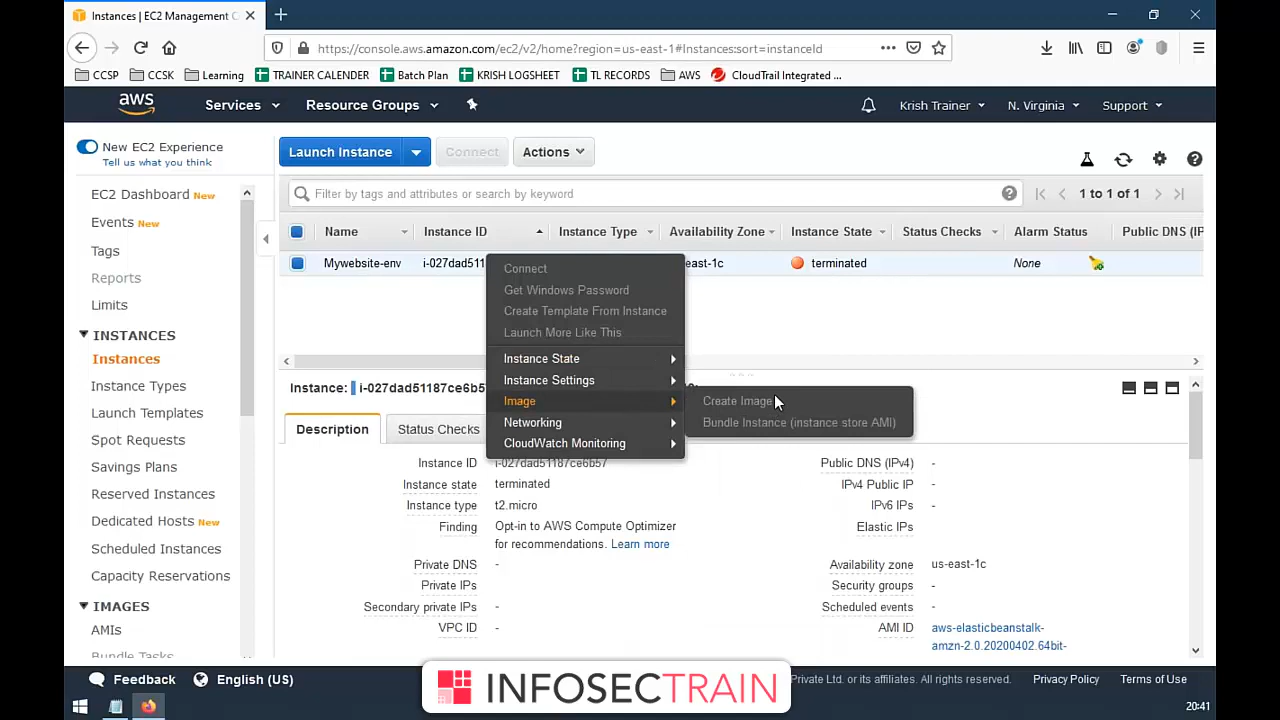 Instances | EC2 Management C
https://console.aws.amazon.com/ec2/v2/home?region=us-east-1#Instances:sort=instanceId
CCSP CCSK Learning TRAINER CALENDER Batch Plan KRISH LOGSHEET TL RECORDS AWS CloudTrail Integrated ...
aws Services Resource Groups Krish Trainer N. Virginia Support
New EC2 Experience
Tell us what you think
Launch Instance Connect Actions
EC2 Dashboard New
Events New
Tags
Reports
Limits
INSTANCES
Instances
Instance Types
Launch Templates
Spot Requests
Savings Plans
Reserved Instances
Dedicated Hosts New
Scheduled Instances
Capacity Reservations
IMAGES
AMIs
Bundle Tasks
Filter by tags and attributes or search by keyword
1 to 1 of 1
Name Instance ID Instance Type Availability Zone Instance State Status Checks Alarm Status Public DNS (IP
Mywebsite-env i-027dad511 east-1c terminated None
Connect
Get Windows Password
Create Template From Instance
Launch More Like This
Instance State
Instance Settings
Image
Networking
CloudWatch Monitoring
Create Image
Bundle Instance (instance store AMI)
Instance: i-027dad51187ce6b5
Description Status Checks
Instance ID i-027dad51187ce6b57
Instance state terminated
Instance type t2.micro
Finding Opt-in to AWS Compute Optimizer
for recommendations. Learn more
Private DNS -
Private IPs -
Secondary private IPs -
VPC ID -
Public DNS (IPv4) -
IPv4 Public IP -
IPv6 IPs -
Elastic IPs
Availability zone us-east-1c
Security groups -
Scheduled events -
AMI ID aws-elasticbeanstalk-
amzn-2.0.20200402.64bit-
Feedback English (US) Private Ltd. or its affiliates. All rights reserved. Privacy Policy Terms of Use
INFOSECTRAIN
20:41